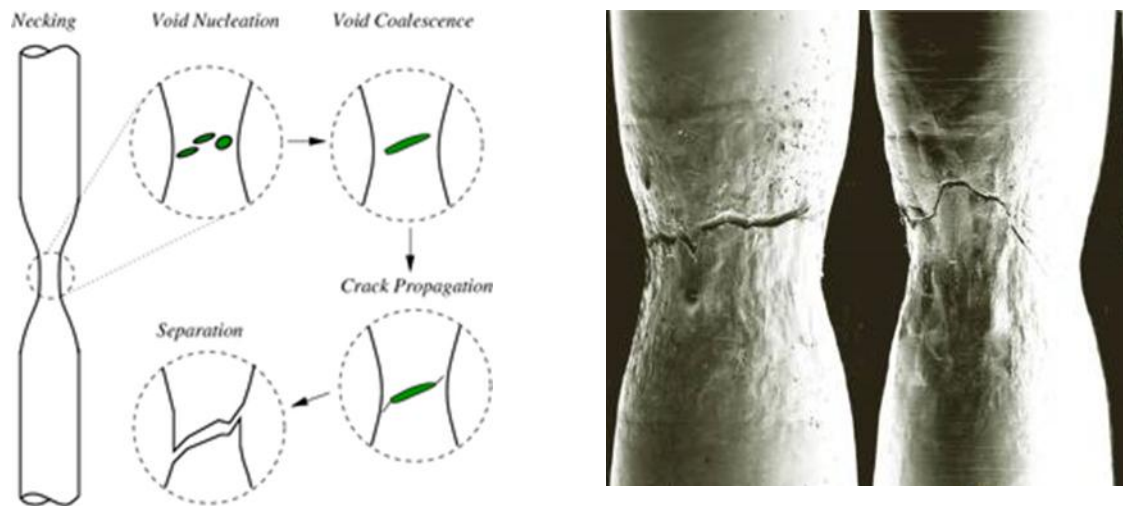 Necking
Void Nucleation
Void Coalescence
Crack Propagation
Separation